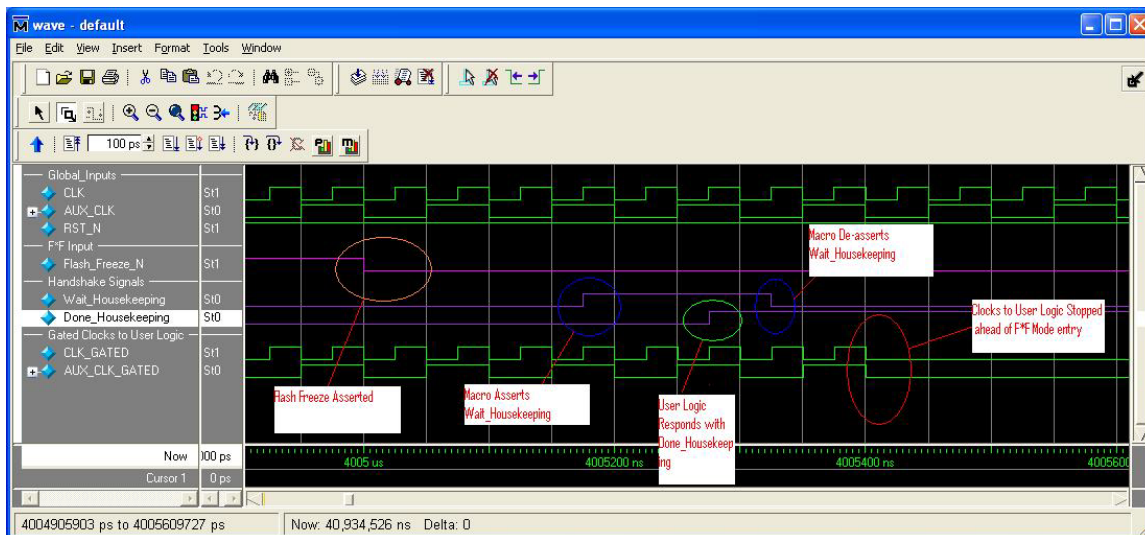 wave - default
File Edit View Insert Format Tools Window
100 ps
Global_Inputs
CLK St1
AUX_CLK St0
RST_N St1
F*F Input
Flash_Freeze_N St1
Handshake Signals
Wait_Housekeeping St0
Done_Housekeeping St0
Gated Clocks to User Logic
CLK_GATED St1
AUX_CLK_GATED St0
Macro De-asserts
Wait_Housekeeping
Clocks to User Logic Stopped
ahead of F*F Mode entry
Flash Freeze Asserted
Macro Asserts
Wait_Housekeeping
User Logic
Responds with
Done_Housekeep
ing
Now 000 ps
4005 us 4005200 ns 4005400 ns 4005600
Cursor 1 0 ps
4004905903 ps to 4005609727 ps Now: 40,934,526 ns Delta: 0